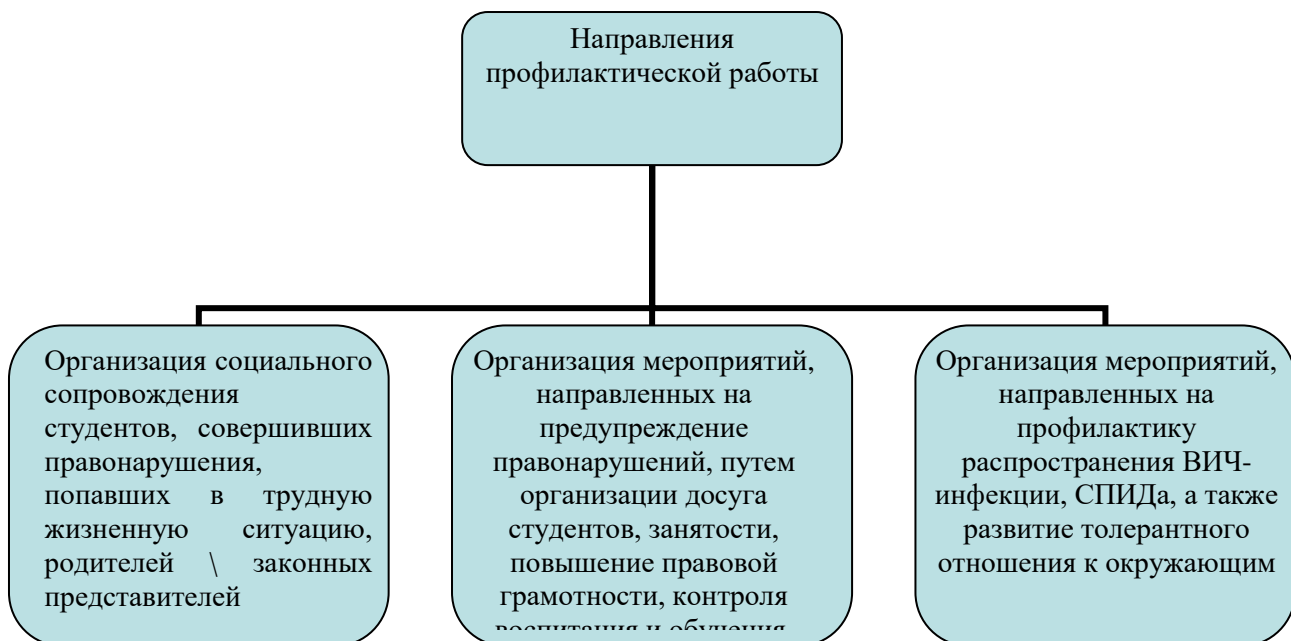 Направления
профилактической работы
Организация социального
сопровождения
студентов, совершивших
правонарушения,
попавших в трудную
жизненную ситуацию,
родителей \ законных
представителей
Организация мероприятий,
направленных на
предупреждение
правонарушений, путем
организации досуга
студентов, занятости,
повышение правовой
грамотности, контроля
воспитания и обучения
Организация мероприятий,
направленных на
профилактику
распространения ВИЧ-
инфекции, СПИДа, а также
развитие толерантного
отношения к окружающим